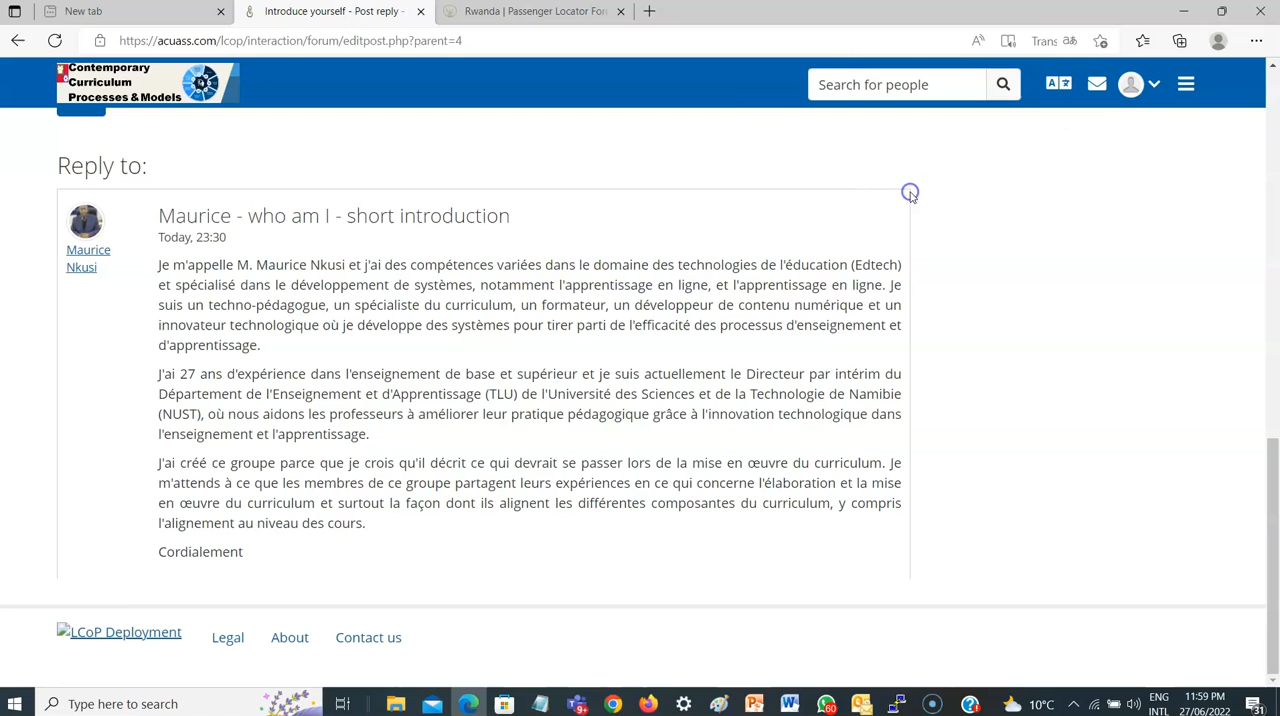 New tab
Introduce yourself - Post reply -
Rwanda | Passenger Locator For
https://acuass.com/lcop/interaction/forum/editpost.php?parent=4
Trans
Contemporary
Curriculum
Processes & Models
Search for people
Reply to:
Maurice - who am I - short introduction
Today, 23:30
Maurice
Nkusi
Je m'appelle M. Maurice Nkusi et j'ai des compétences variées dans le domaine des technologies de l'éducation (Edtech)
et spécialisé dans le développement de systèmes, notamment l'apprentissage en ligne, et l'apprentissage en ligne. Je
suis un techno-pédagogue, un spécialiste du curriculum, un formateur, un développeur de contenu numérique et un
innovateur technologique où je développe des systèmes pour tirer parti de l'efficacité des processus d'enseignement et
d'apprentissage.
J'ai 27 ans d'expérience dans l'enseignement de base et supérieur et je suis actuellement le Directeur par intérim du
Département de l'Enseignement et d'Apprentissage (TLU) de l'Université des Sciences et de la Technologie de Namibie
(NUST), où nous aidons les professeurs à améliorer leur pratique pédagogique grâce à l'innovation technologique dans
l'enseignement et l'apprentissage.
J'ai créé ce groupe parce que je crois qu'il décrit ce qui devrait se passer lors de la mise en œuvre du curriculum. Je
m'attends à ce que les membres de ce groupe partagent leurs expériences en ce qui concerne l'élaboration et la mise
en œuvre du curriculum et surtout la façon dont ils alignent les différentes composantes du curriculum, y compris
l'alignement au niveau des cours.
Cordialement
LCoP Deployment
Legal
About
Contact us
Type here to search
9+
60
10°C
ENG
INTL
11:59 PM
27/06/2022
31